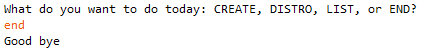 What do you want to do today: CREATE, DISTRO, LIST, or END?
end
Good bye